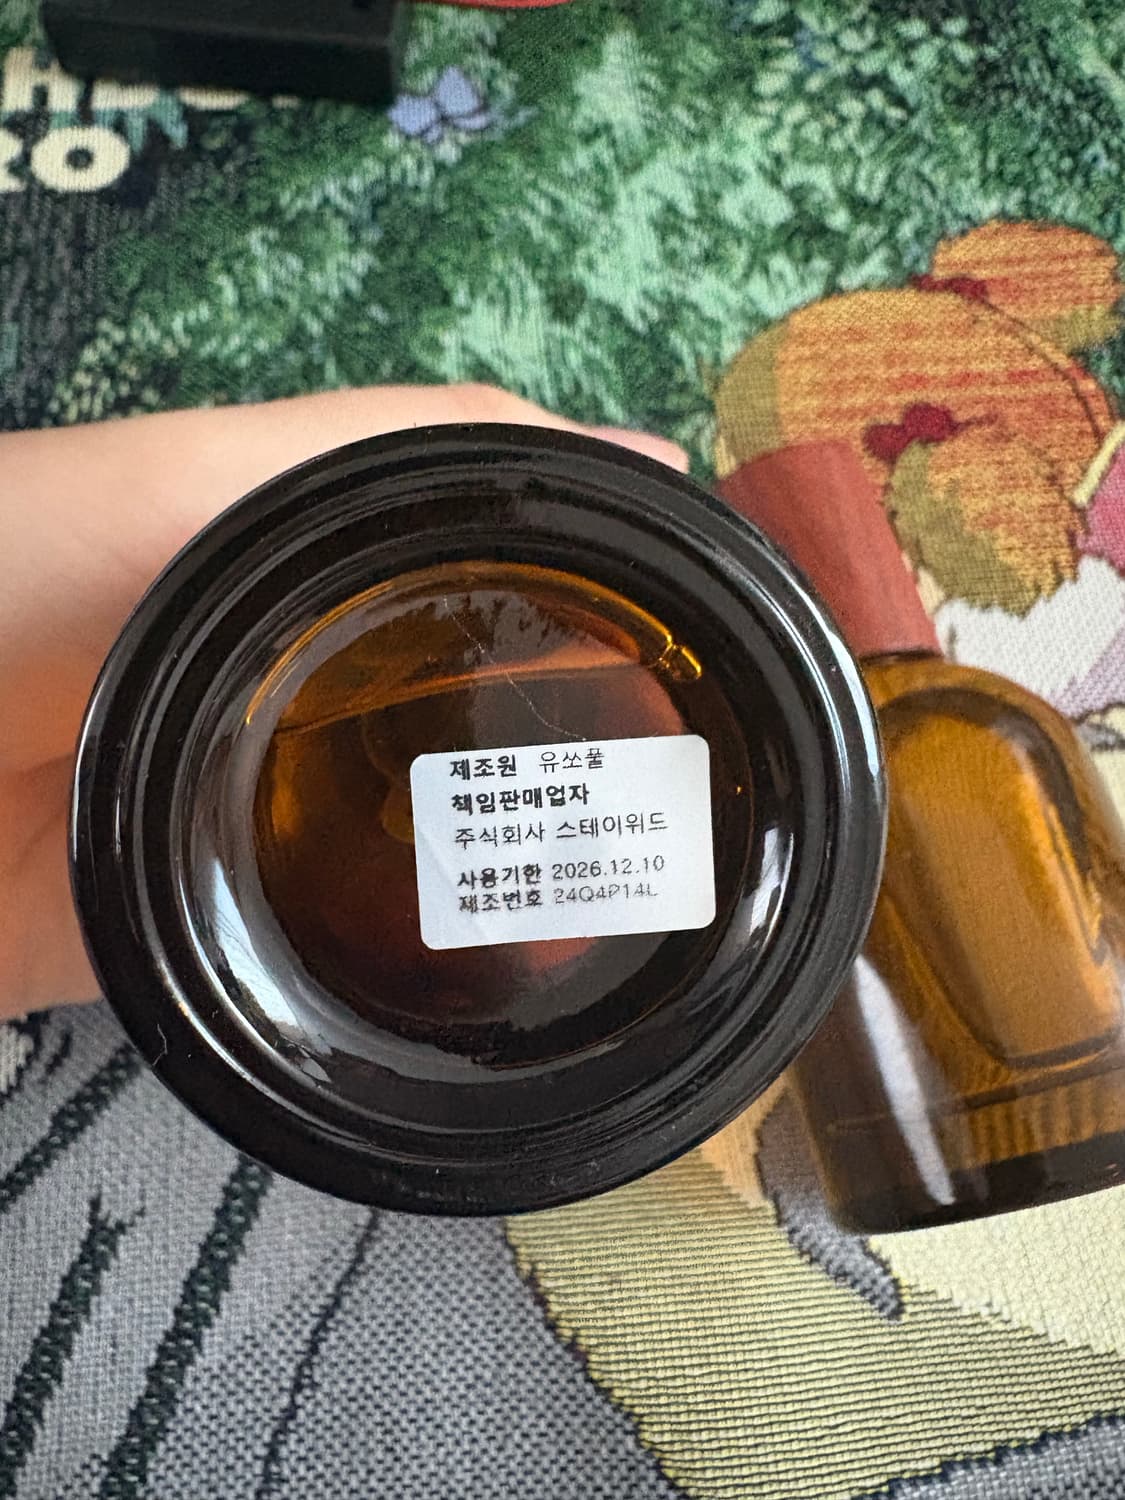 RO
제조원 유쏘풀
책임판매업자
주식회사 스테이위드
사용기한 2026.12.10
제조번호 24Q4P14L